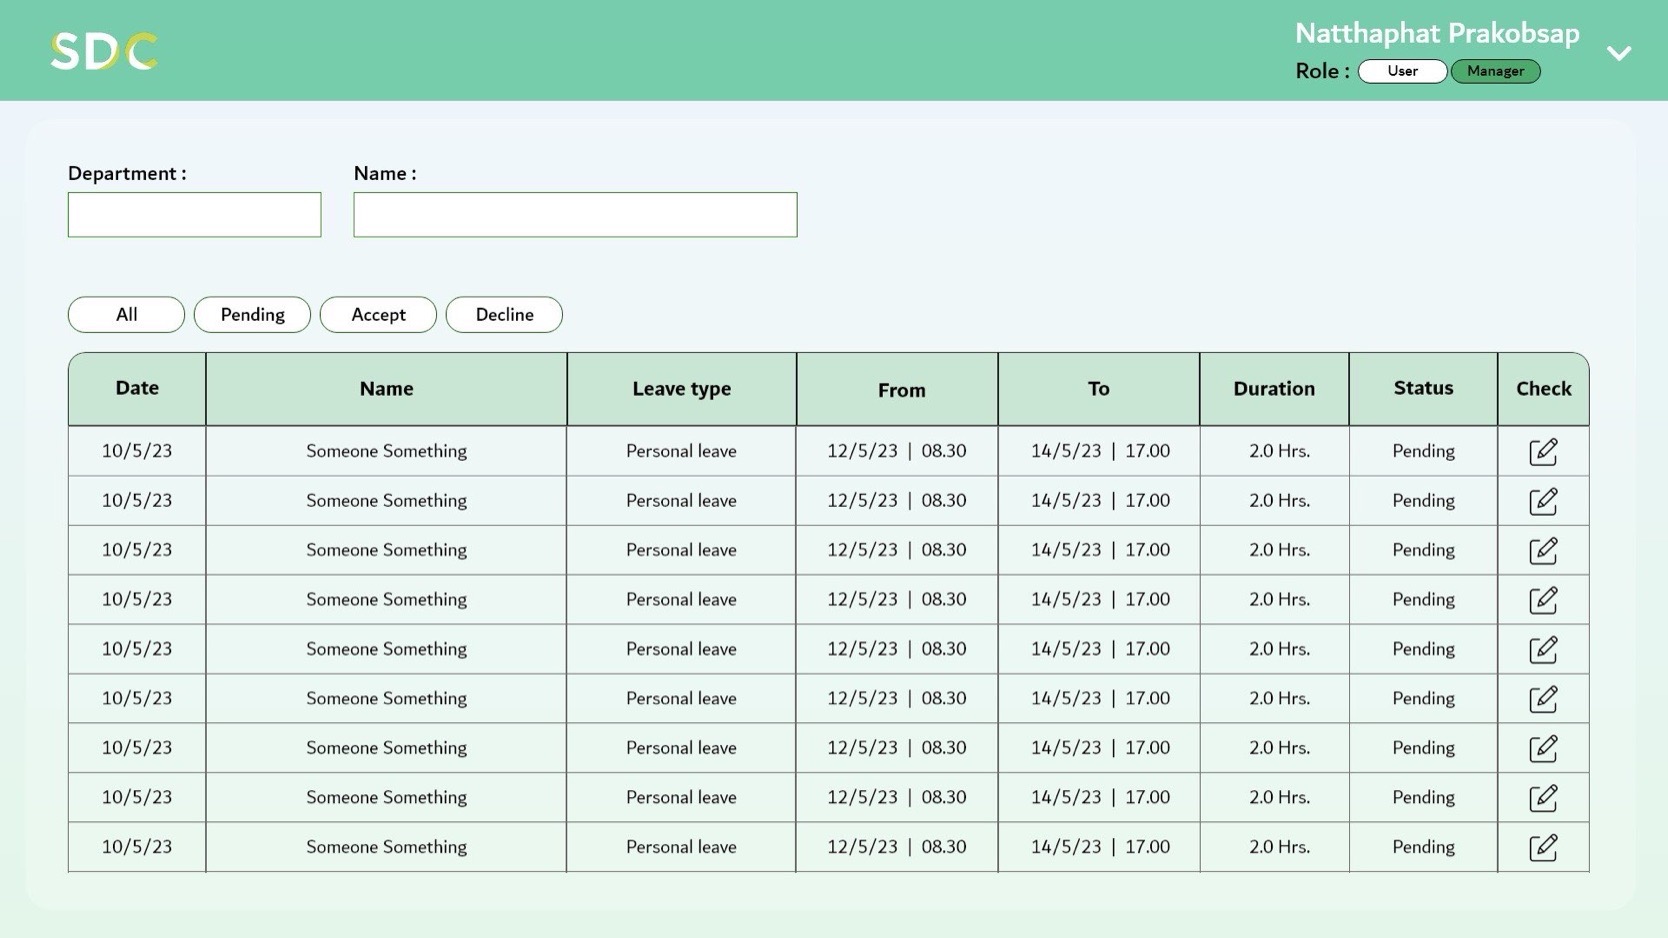 SDC
Natthaphat Prakobsap
Role : User Manager
Department : Name :
All Pending Accept Decline
Date Name Leave type From To Duration Status Check
10/5/23 Someone Something Personal leave 12/5/23 | 08.30 14/5/23 | 17.00 2.0 Hrs. Pending
10/5/23 Someone Something Personal leave 12/5/23 | 08.30 14/5/23 | 17.00 2.0 Hrs. Pending
10/5/23 Someone Something Personal leave 12/5/23 | 08.30 14/5/23 | 17.00 2.0 Hrs. Pending
10/5/23 Someone Something Personal leave 12/5/23 | 08.30 14/5/23 | 17.00 2.0 Hrs. Pending
10/5/23 Someone Something Personal leave 12/5/23 | 08.30 14/5/23 | 17.00 2.0 Hrs. Pending
10/5/23 Someone Something Personal leave 12/5/23 | 08.30 14/5/23 | 17.00 2.0 Hrs. Pending
10/5/23 Someone Something Personal leave 12/5/23 | 08.30 14/5/23 | 17.00 2.0 Hrs. Pending
10/5/23 Someone Something Personal leave 12/5/23 | 08.30 14/5/23 | 17.00 2.0 Hrs. Pending
10/5/23 Someone Something Personal leave 12/5/23 | 08.30 14/5/23 | 17.00 2.0 Hrs. Pending